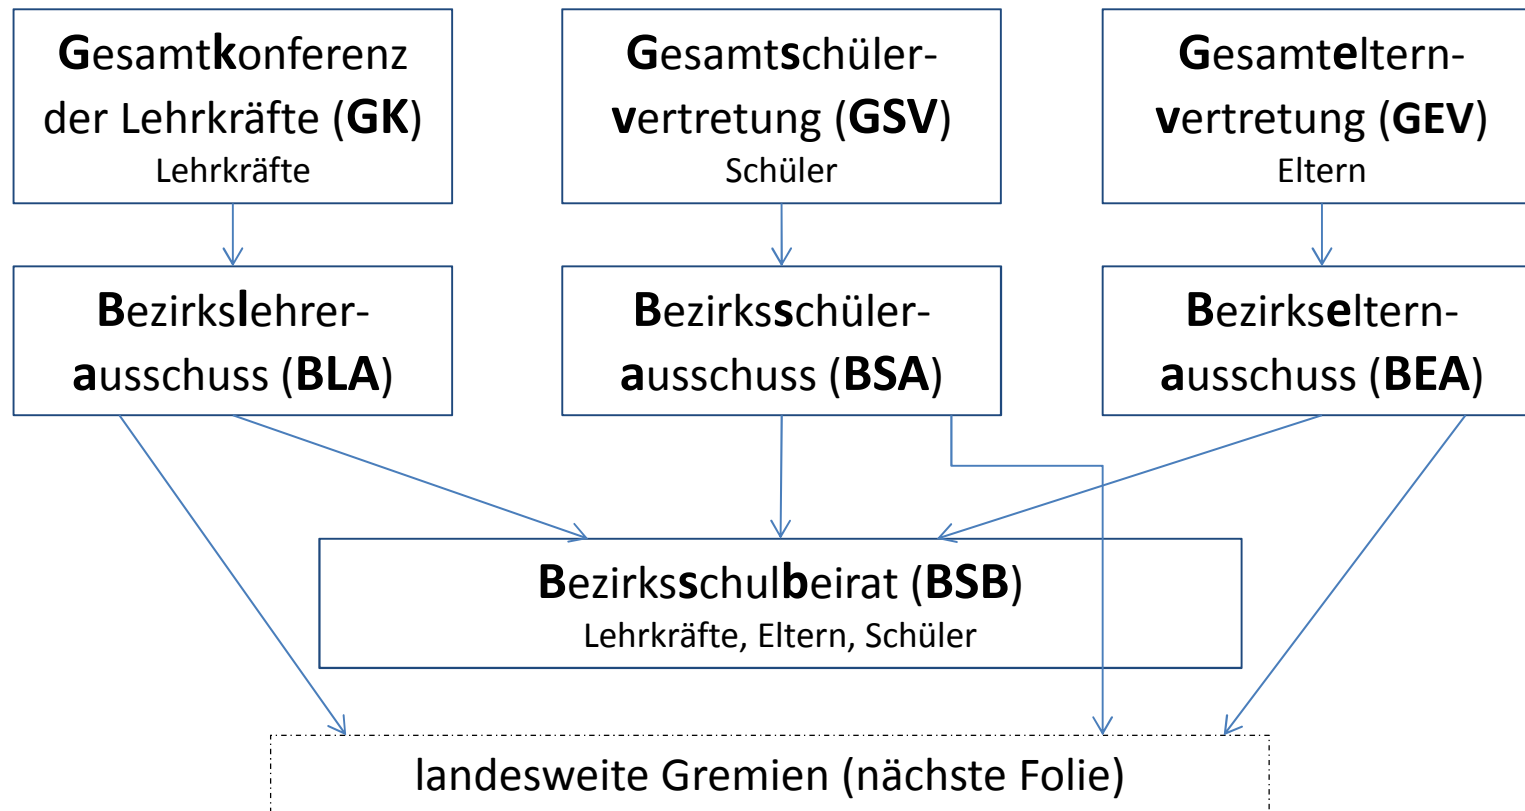 Gesamtkonferenz
der Lehrkräfte (GK)
Lehrkräfte
Gesamtschüler-
vertretung (GSV)
Schüler
Gesamteltern-
vertretung (GEV)
Eltern
Bezirkslehrer-
ausschuss (BLA)
Bezirksschüler-
ausschuss (BSA)
Bezirkseltern-
ausschuss (BEA)
Bezirksschulbeirat (BSB)
Lehrkräfte, Eltern, Schüler
landesweite Gremien (nächste Folie)